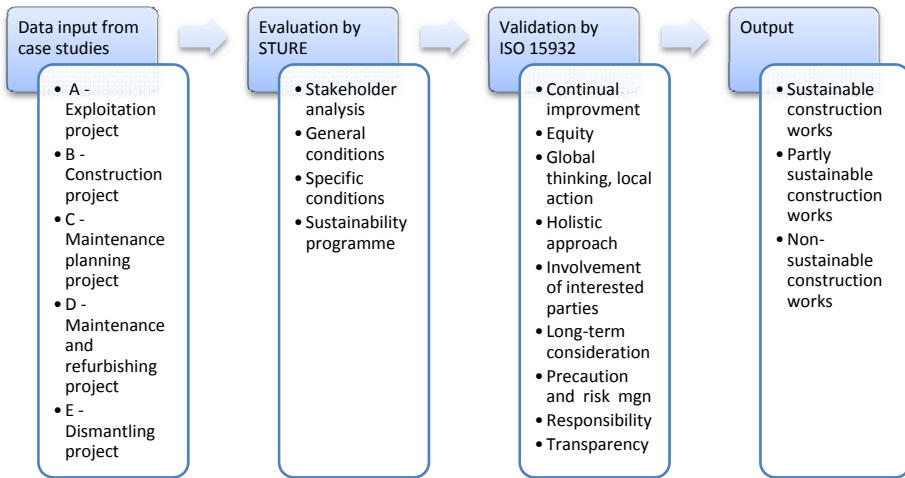 Data input from
case studies
• A -
Exploitation
project
• B -
Construction
project
• C -
Maintenance
planning
project
• D -
Maintenance
and
refurbishing
project
• E -
Dismantling
project
Evaluation by
STURE
• Stakeholder
analysis
• General
conditions
• Specific
conditions
• Sustainability
programme
Validation by
ISO 15932
• Continual
improvment
• Equity
• Global
thinking, local
action
• Holistic
approach
• Involvement
of interested
parties
• Long-term
consideration
• Precaution
and risk mgn
• Responsibility
• Transparency
Output
• Sustainable
construction
works
• Partly
sustainable
construction
works
• Non-
sustainable
construction
works